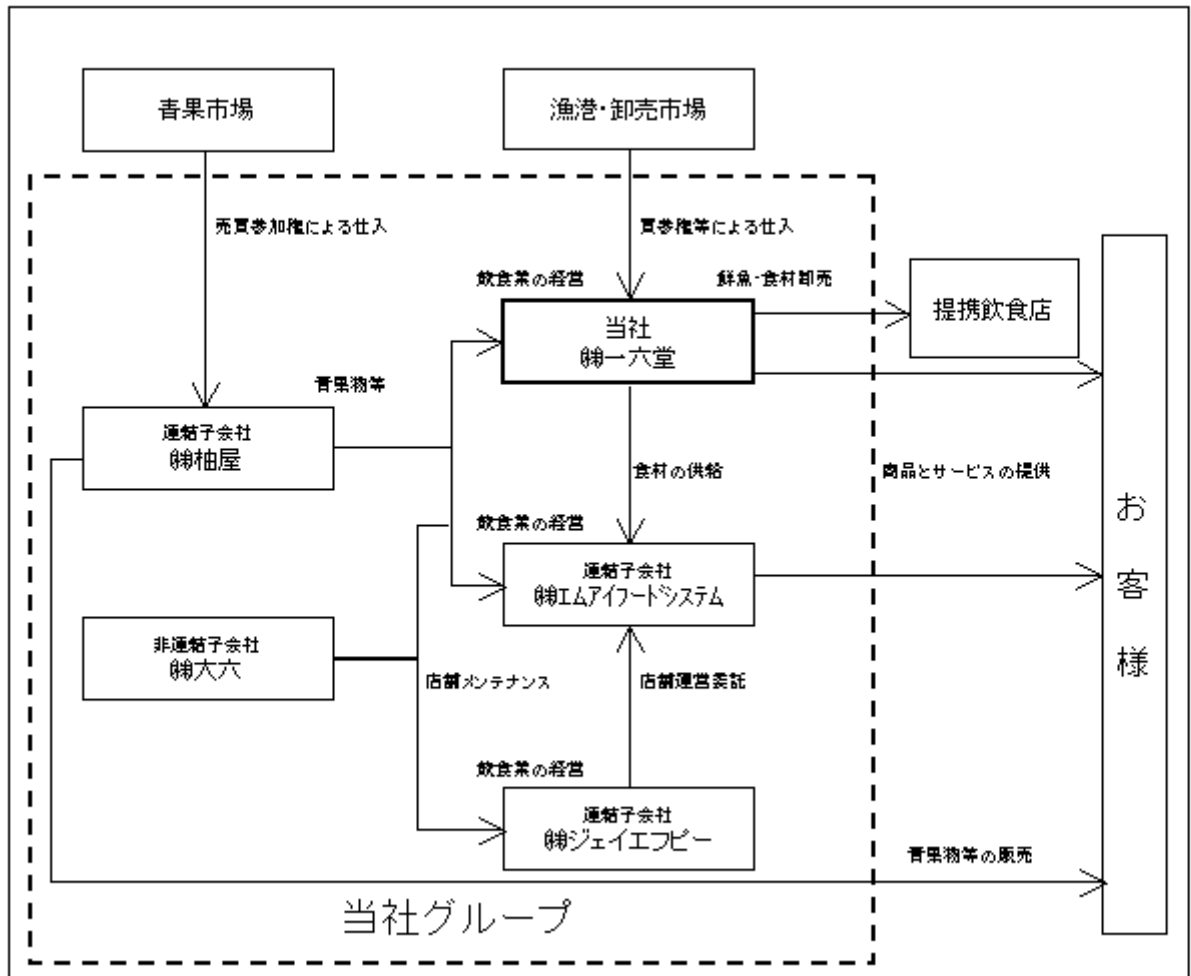 青果市場
漁港・卸売市場
売買参加権による仕入
買参権等による仕入
飲食業の経営
鮮魚・食材卸売
当社
㈱一六堂
提携飲食店
青果物等
連結子会社
㈱柚屋
食材の供給
商品とサービスの提供
お客様
飲食業の経営
連結子会社
㈱エムアイフードシステム
非連結子会社
㈱大六
店舗メンテナンス
店舗運営委託
飲食業の経営
連結子会社
㈱ジェイエフピー
青果物等の販売
当社グループ